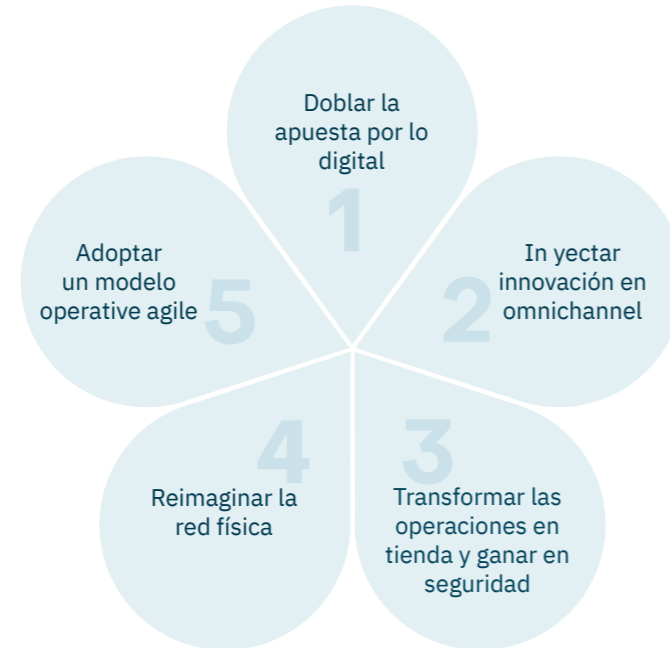 Doblar la
apuesta por lo
digital
1
In yectar
innovación en
omnichannel
2
3
Transformar las
operaciones en
tienda y ganar en
seguridad
4
Reimaginar la
red física
Adoptar
un modelo
operative agile
5